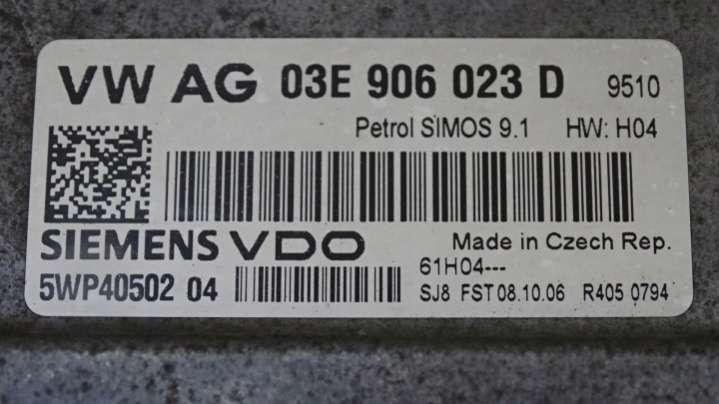 VW AG 03E 906 023 D 9510
Petrol SIMOS 9.1 HW: H04
SIEMENS VDO Made in Czech Rep.
61H04---
5WP40502 04 SJ8 FST 08.10.06 R405 0794